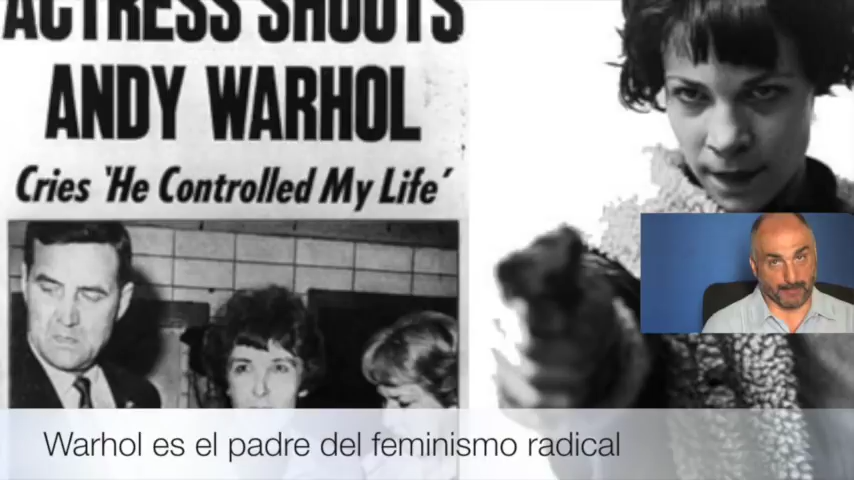 ACTRESS SHOOTS
ANDY WARHOL
Cries 'He Controlled My Life'
Warhol es el padre del feminismo radical